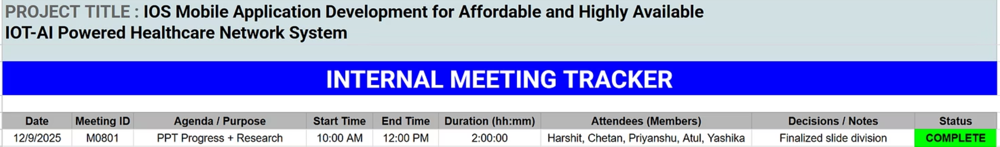 PROJECT TITLE : IOS Mobile Application Development for Affordable and Highly Available
IOT-AI Powered Healthcare Network System
INTERNAL MEETING TRACKER
Date Meeting ID Agenda / Purpose Start Time End Time Duration (hh:mm) Attendees (Members) Decisions / Notes Status
12/9/2025 M0801 PPT Progress + Research 10:00 AM 12:00 PM 2:00:00 Harshit, Chetan, Priyanshu, Atul, Yashika Finalized slide division COMPLETE